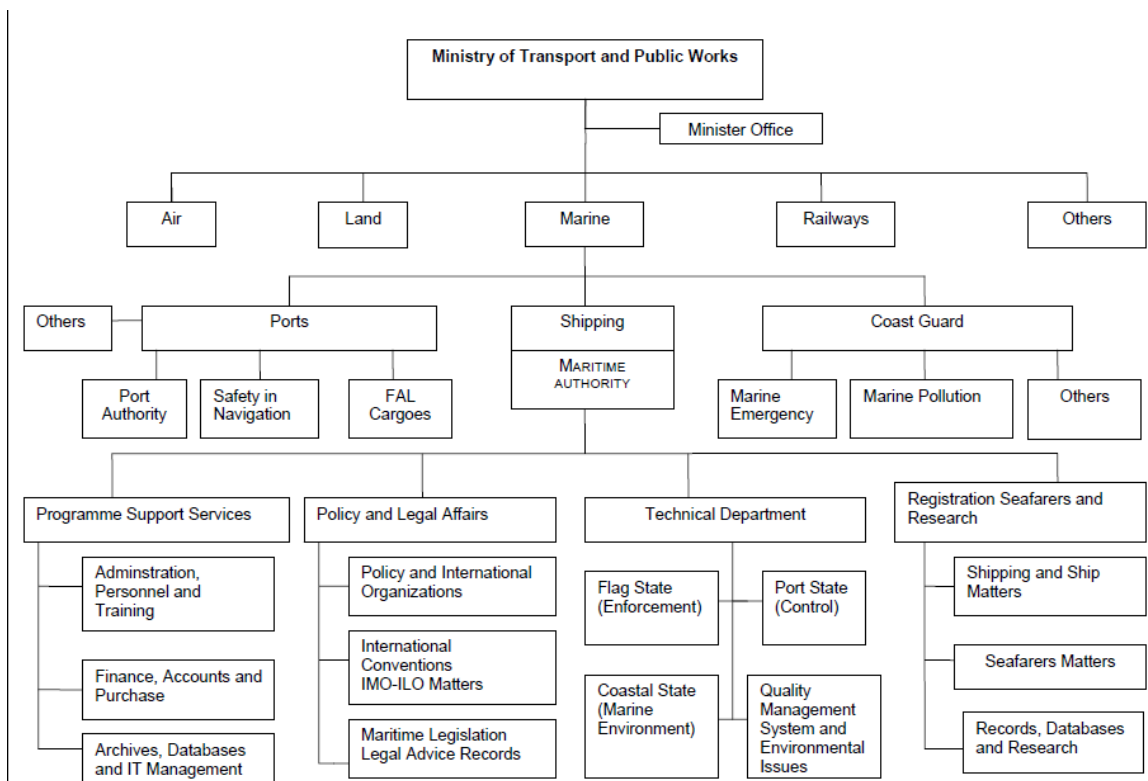 Ministry of Transport and Public Works
Minister Office
Air
Land
Marine
Railways
Others
Others
Ports
Shipping
Coast Guard
MARITIME
AUTHORITY
Port
Authority
Safety in
Navigation
FAL
Cargoes
Marine
Emergency
Marine Pollution
Others
Programme Support Services
Policy and Legal Affairs
Technical Department
Registration Seafarers and
Research
Adminstration,
Personnel and
Training
Finance, Accounts and
Purchase
Archives, Databases
and IT Management
Policy and International
Organizations
International
Conventions
IMO-ILO Matters
Maritime Legislation
Legal Advice Records
Flag State
(Enforcement)
Port State
(Control)
Coastal State
(Marine
Environment)
Quality
Management
System and
Environmental
Issues
Shipping and Ship
Matters
Seafarers Matters
Records, Databases
and Research